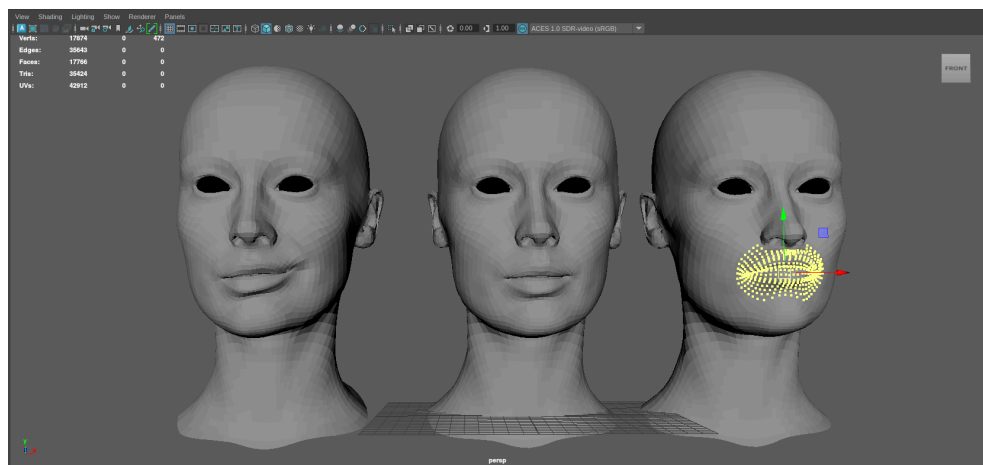 View Shading Lighting Show Renderer Panels
0.00 1.00 ACES 1.0 SDR-video (sRGB)
Verts: 17874 0 472
Edges: 35643 0 0
Faces: 17766 0 0
Tris: 35424 0 0
UVs: 42912 0 0
FRONT
y
x
persp